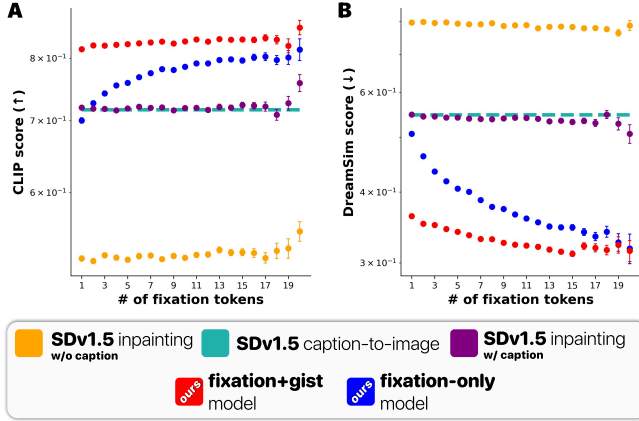 A
B
CLIP score (↑)
8 × 10⁻¹
7 × 10⁻¹
6 × 10⁻¹
1 3 5 7 9 11 13 15 17 19
# of fixation tokens
DreamSim score (↓)
6 × 10⁻¹
4 × 10⁻¹
3 × 10⁻¹
1 3 5 7 9 11 13 15 17 19
# of fixation tokens
SDv1.5 inpainting
w/o caption
SDv1.5 caption-to-image
SDv1.5 inpainting
w/ caption
ours
fixation+gist
model
ours
fixation-only
model